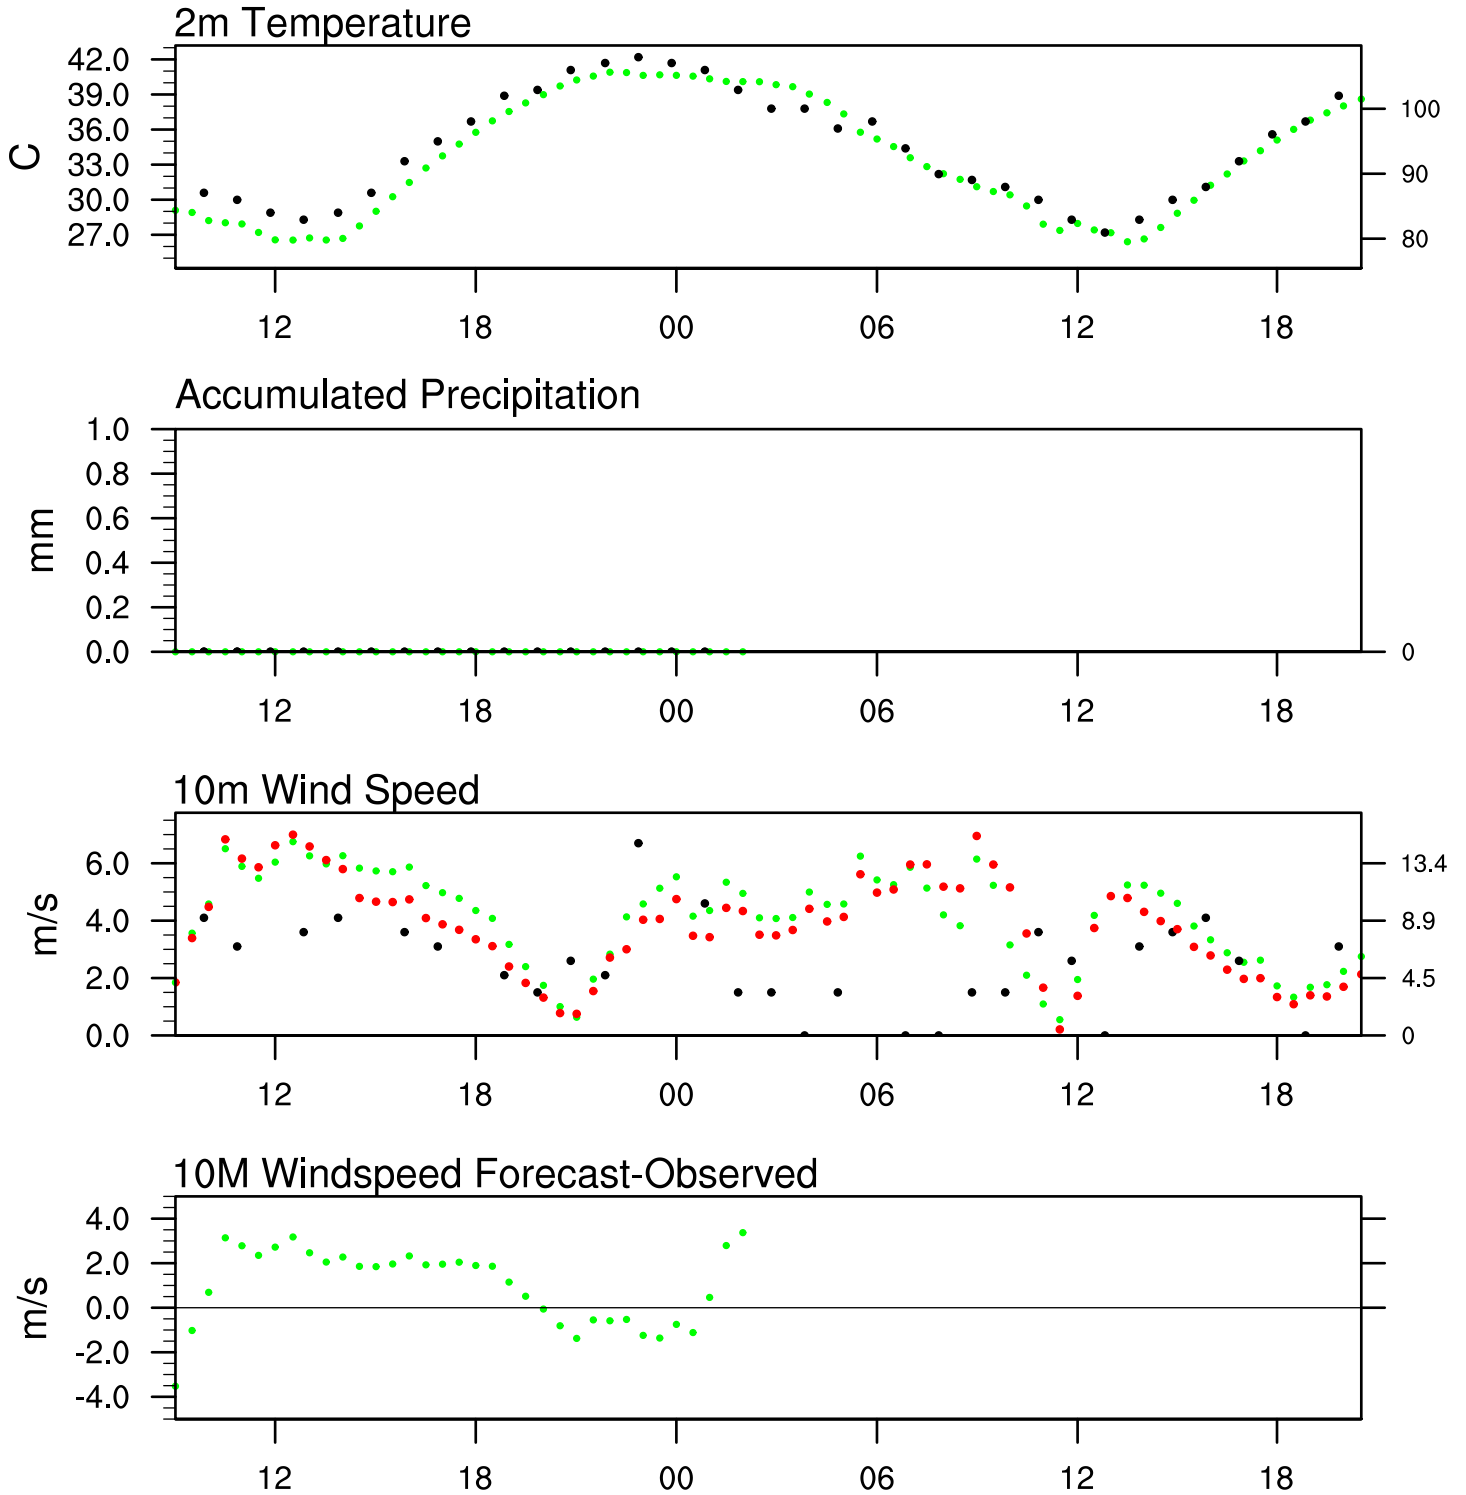 2m Temperature
42.0
39.0
36.0
33.0
30.0
27.0
C
100
90
80
12 18 00 06 12 18
Accumulated Precipitation
1.0
0.8
0.6
0.4
0.2
0.0
mm
0
12 18 00 06 12 18
10m Wind Speed
6.0
4.0
2.0
0.0
m/s
13.4
8.9
4.5
0
12 18 00 06 12 18
10M Windspeed Forecast-Observed
4.0
2.0
0.0
-2.0
-4.0
m/s
12 18 00 06 12 18